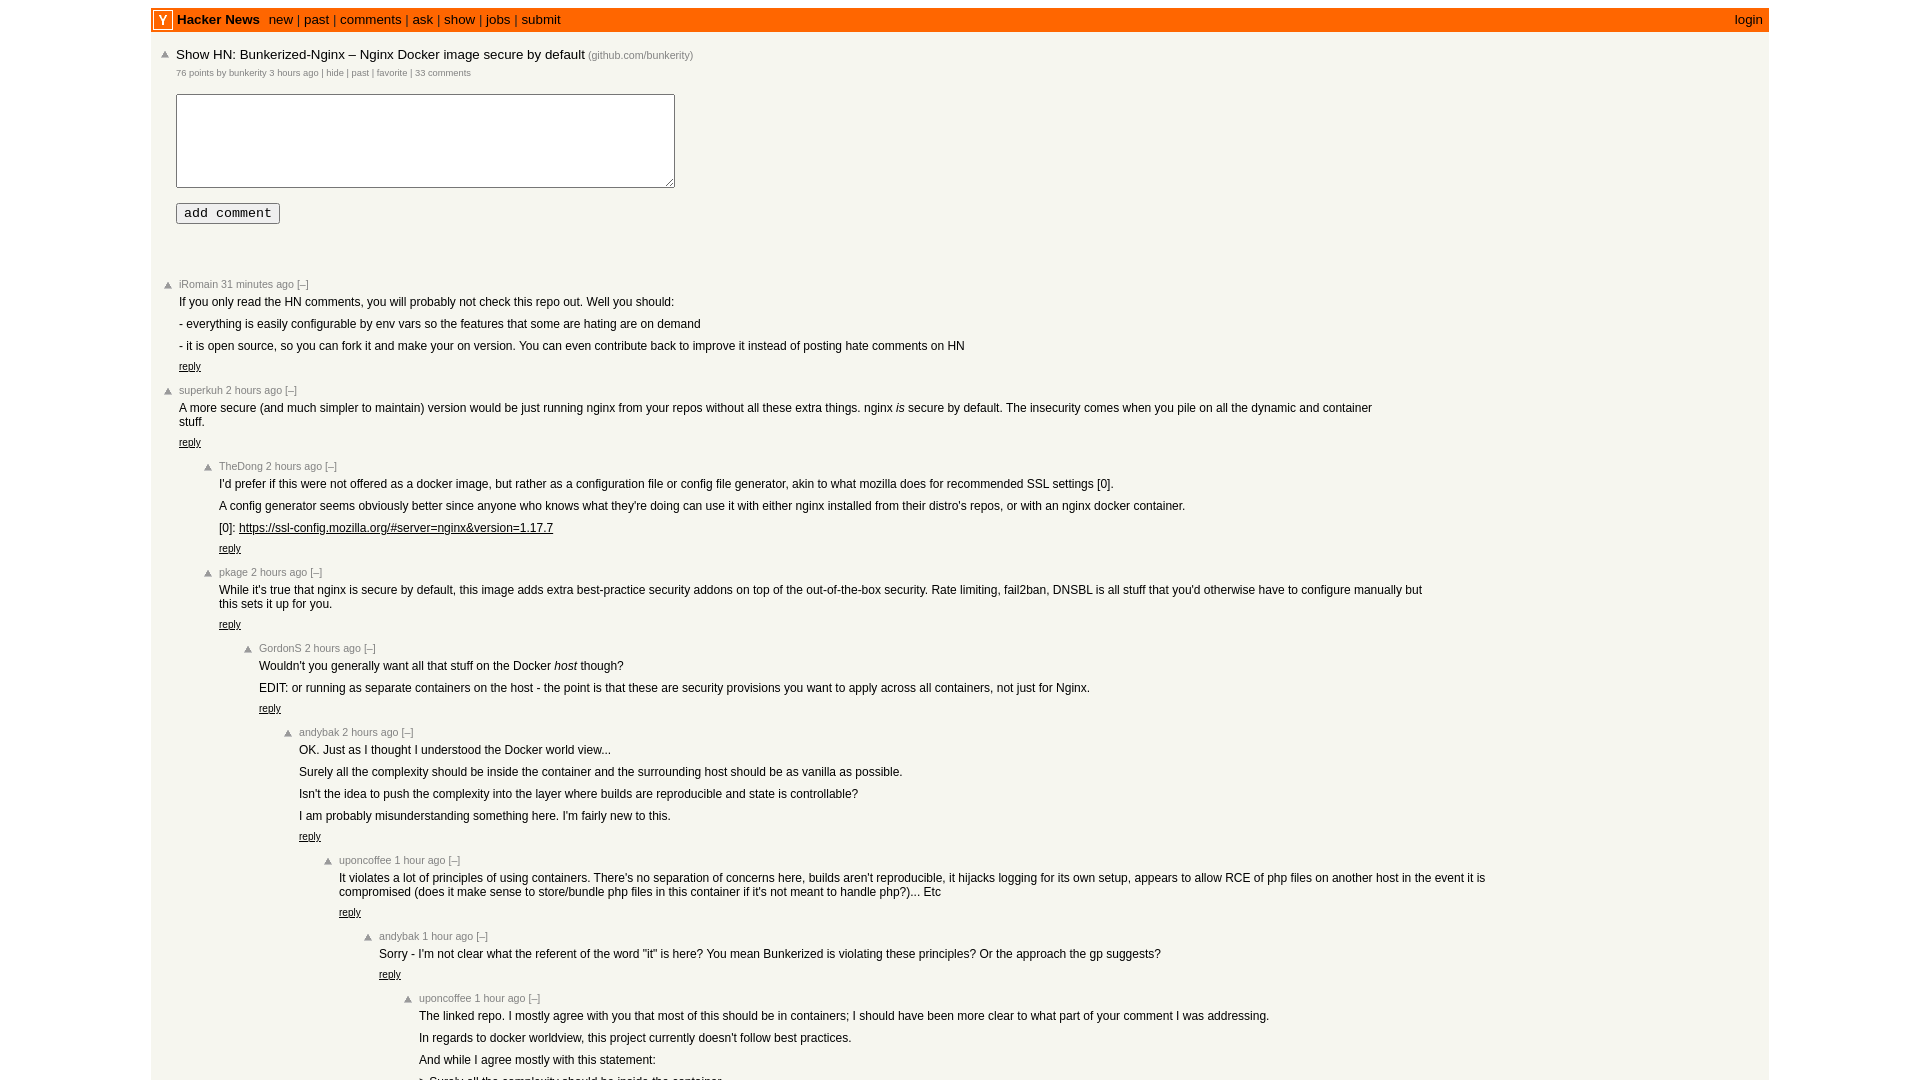 Y Hacker News new | past | comments | ask | show | jobs | submit login
Show HN: Bunkerized-Nginx – Nginx Docker image secure by default (github.com/bunkerity)
76 points by bunkerity 3 hours ago | hide | past | favorite | 33 comments
add comment
iRomain 31 minutes ago [–]
If you only read the HN comments, you will probably not check this repo out. Well you should:
- everything is easily configurable by env vars so the features that some are hating are on demand
- it is open source, so you can fork it and make your on version. You can even contribute back to improve it instead of posting hate comments on HN
reply
superkuh 2 hours ago [–]
A more secure (and much simpler to maintain) version would be just running nginx from your repos without all these extra things. nginx is secure by default. The insecurity comes when you pile on all the dynamic and container
stuff.
reply
TheDong 2 hours ago [–]
I'd prefer if this were not offered as a docker image, but rather as a configuration file or config file generator, akin to what mozilla does for recommended SSL settings [0].
A config generator seems obviously better since anyone who knows what they're doing can use it with either nginx installed from their distro's repos, or with an nginx docker container.
[0]: https://ssl-config.mozilla.org/#server=nginx&version=1.17.7
reply
pkage 2 hours ago [–]
While it's true that nginx is secure by default, this image adds extra best-practice security addons on top of the out-of-the-box security. Rate limiting, fail2ban, DNSBL is all stuff that you'd otherwise have to configure manually but
this sets it up for you.
reply
GordonS 2 hours ago [–]
Wouldn't you generally want all that stuff on the Docker host though?
EDIT: or running as separate containers on the host - the point is that these are security provisions you want to apply across all containers, not just for Nginx.
reply
andybak 2 hours ago [–]
OK. Just as I thought I understood the Docker world view...
Surely all the complexity should be inside the container and the surrounding host should be as vanilla as possible.
Isn't the idea to push the complexity into the layer where builds are reproducible and state is controllable?
I am probably misunderstanding something here. I'm fairly new to this.
reply
uponcoffee 1 hour ago [–]
It violates a lot of principles of using containers. There's no separation of concerns here, builds aren't reproducible, it hijacks logging for its own setup, appears to allow RCE of php files on another host in the event it is
compromised (does it make sense to store/bundle php files in this container if it's not meant to handle php?)... Etc
reply
andybak 1 hour ago [–]
Sorry - I'm not clear what the referent of the word "it" is here? You mean Bunkerized is violating these principles? Or the approach the gp suggests?
reply
uponcoffee 1 hour ago [–]
The linked repo. I mostly agree with you that most of this should be in containers; I should have been more clear to what part of your comment I was addressing.
In regards to docker worldview, this project currently doesn't follow best practices.
And while I agree mostly with this statement:
> Surely all the complexity should be inside the container